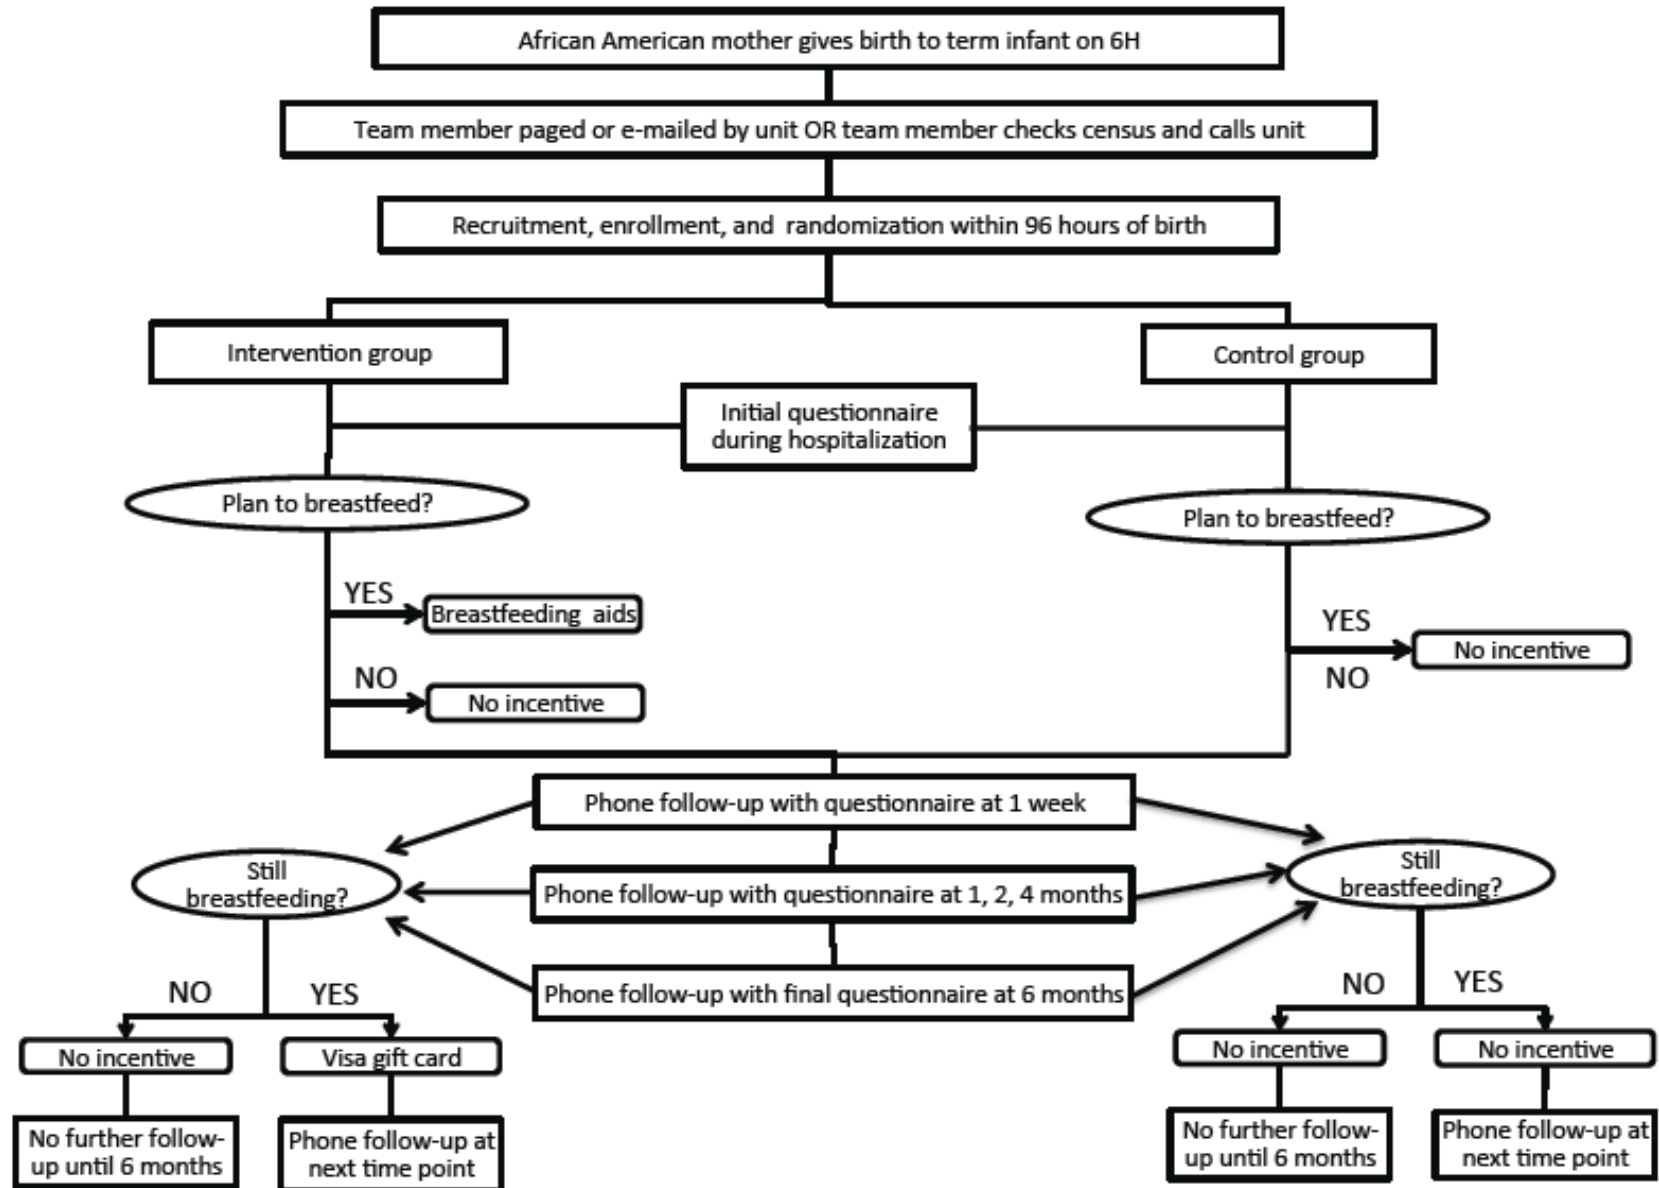 African American mother gives birth to term infant on 6H
Team member paged or e-mailed by unit OR team member checks census and calls unit
Recruitment, enrollment, and randomization within 96 hours of birth
Intervention group
Control group
Initial questionnaire
during hospitalization
Plan to breastfeed?
Plan to breastfeed?
YES
Breastfeeding aids
NO
No incentive
YES
No incentive
NO
Phone follow-up with questionnaire at 1 week
Phone follow-up with questionnaire at 1, 2, 4 months
Phone follow-up with final questionnaire at 6 months
Still
breastfeeding?
NO
YES
No incentive
Visa gift card
No further follow-
up until 6 months
Phone follow-up at
next time point
Still
breastfeeding?
NO
YES
No incentive
No incentive
No further follow-
up until 6 months
Phone follow-up at
next time point